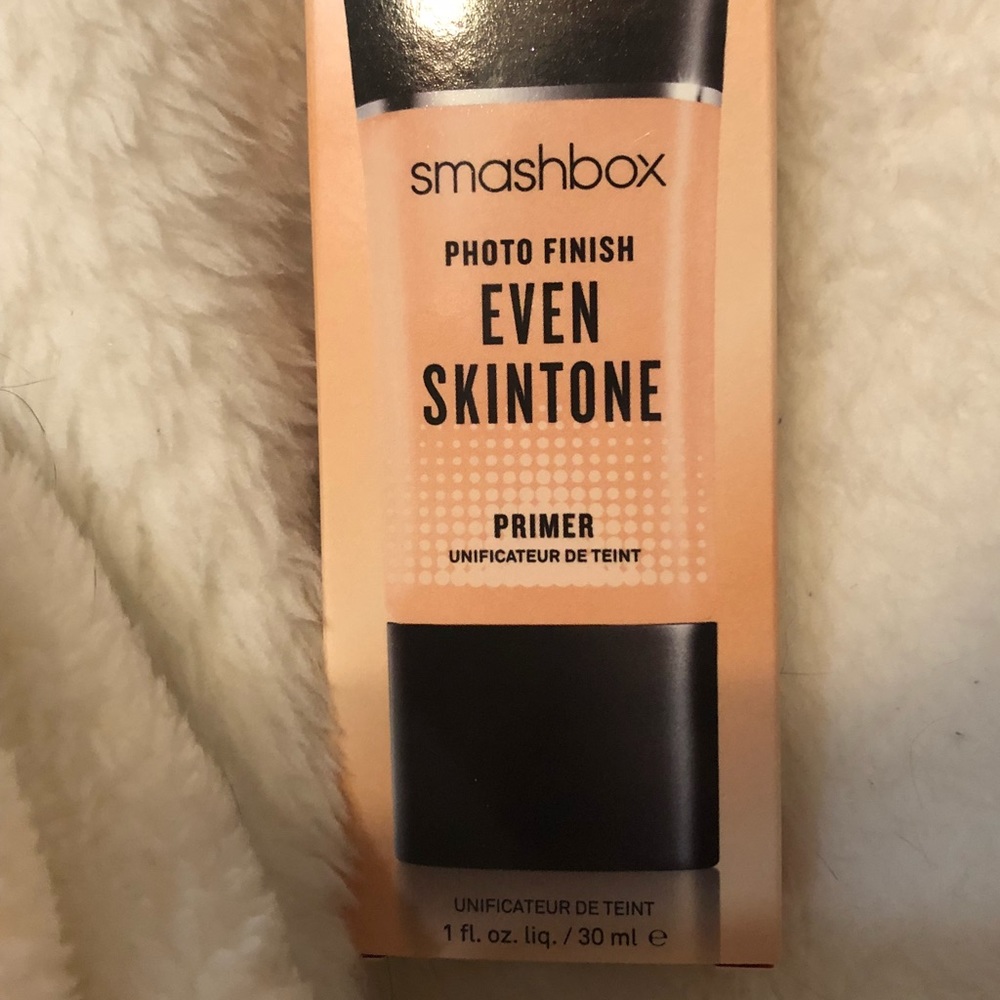 smashbox
PHOTO FINISH
EVEN
SKINTONE
PRIMER
UNIFICATEUR DE TEINT
UNIFICATEUR DE TEINT
1 fl. oz. liq. / 30 ml ℮